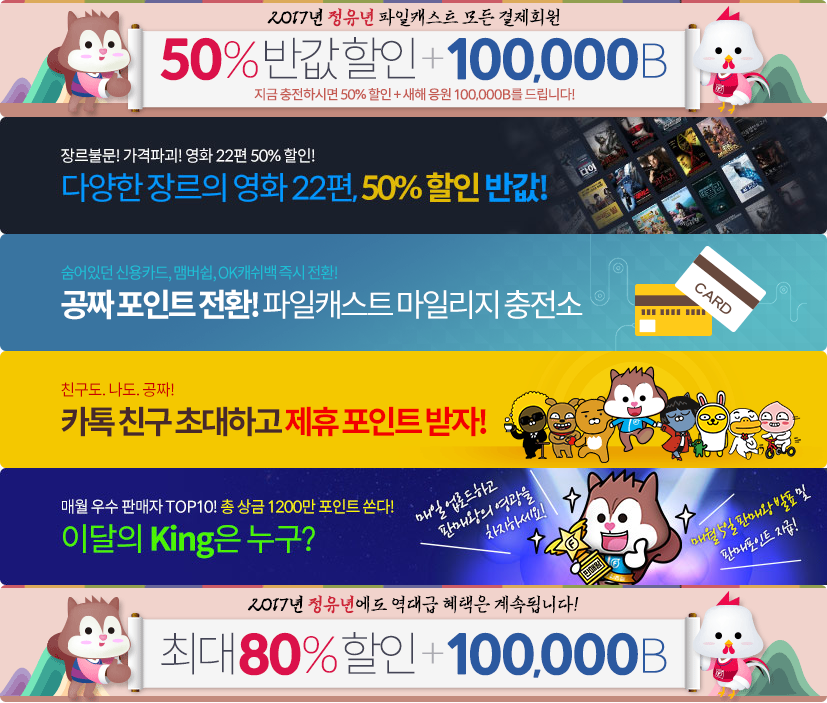 2017년 정유년 파일캐스트 모든 결제회원
50% 반값 할인 + 100,000B
지금 충전하시면 50% 할인 + 새해 응원 100,000B를 드립니다!
장르불문! 가격파괴! 영화 22편 50% 할인!
다양한 장르의 영화 22편, 50% 할인 반값!
숨어있던 신용카드, 맴버쉽, OK캐쉬백 즉시 전환!
공짜 포인트 전환! 파일캐스트 마일리지 충전소
CARD
친구도. 나도. 공짜!
카톡 친구 초대하고 제휴 포인트 받자!
매월 우수 판매자 TOP10! 총 상금 1200만 포인트 쏜다!
이달의 King은 누구?
매일 업로드하고
판매왕의 영광을
차지하세요!
F
판매왕
매월 5일 판매왕 발표 및
판매포인트 지급!
2017년 정유년에도 역대급 혜택은 계속됩니다!
최대 80% 할인 + 100,000B